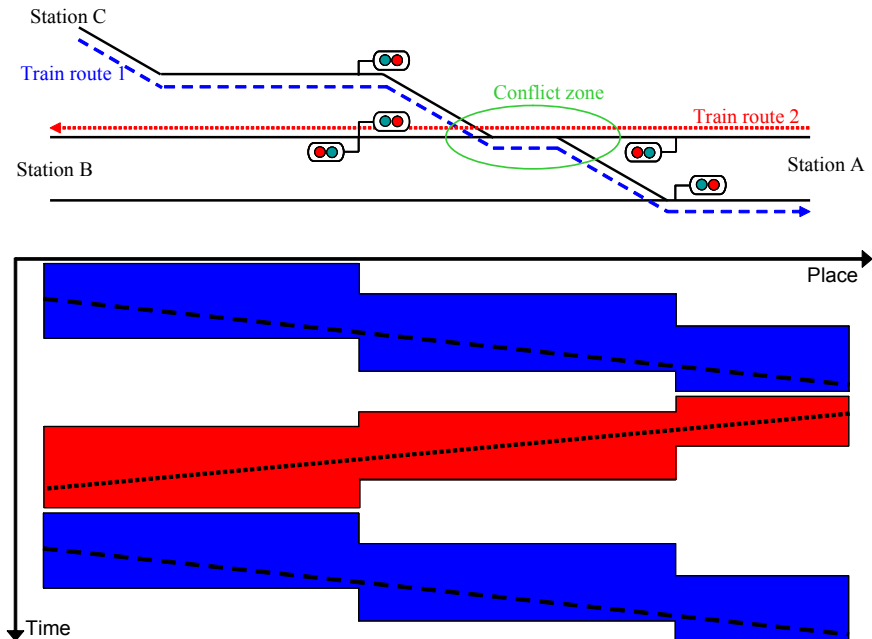 Station C
Train route 1
Conflict zone
Train route 2
Station B
Station A
Place
Time